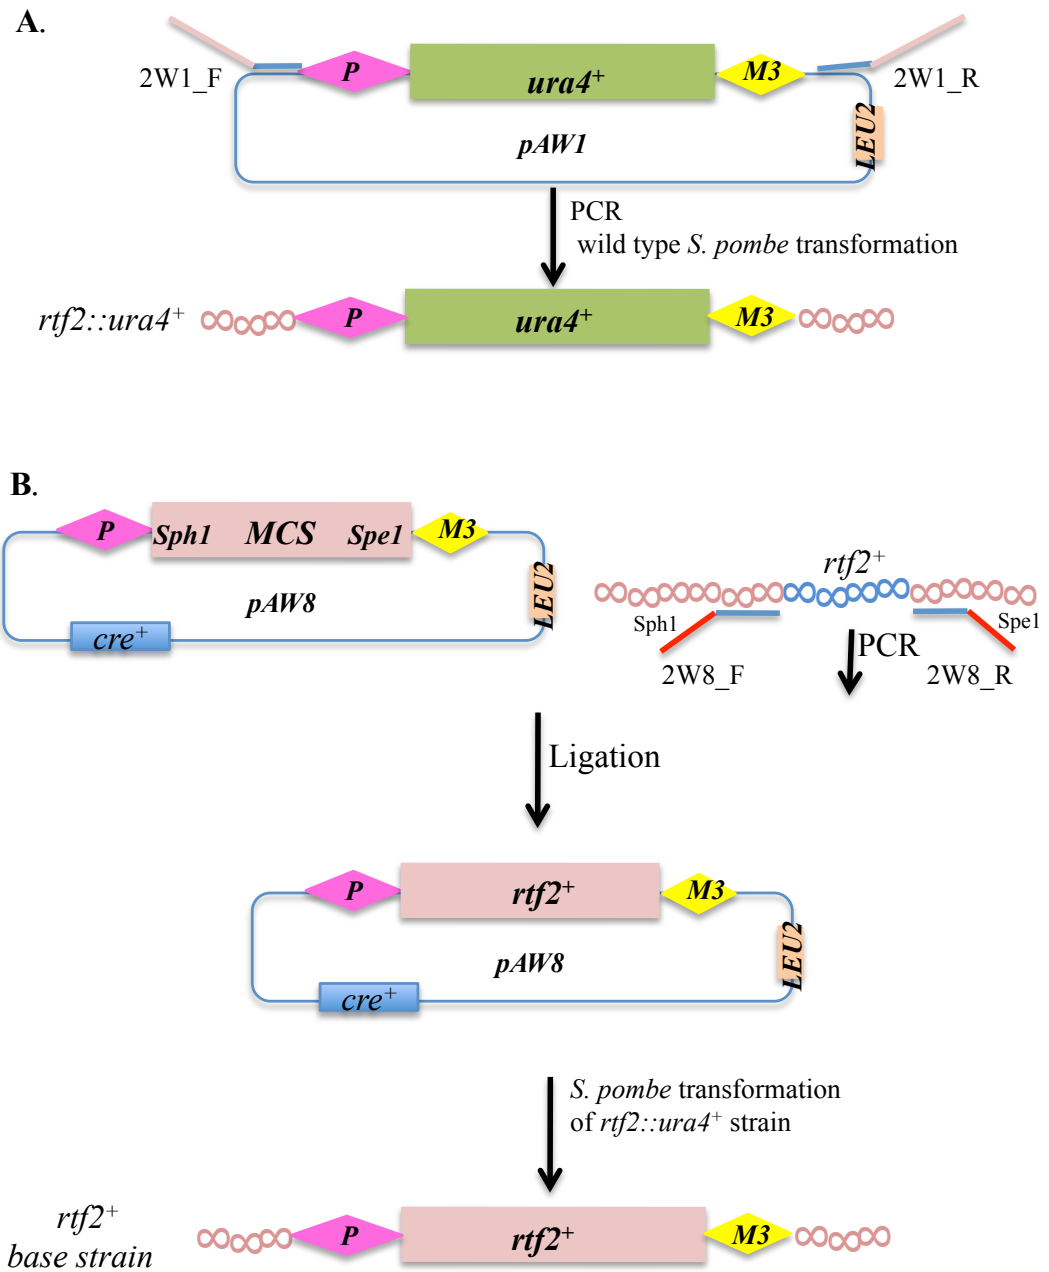 A.
2W1_F
P
ura4+
M3
2W1_R
LEU2
pAW1
PCR
wild type S. pombe transformation
rtf2::ura4+
P
ura4+
M3
B.
P
Sph1 MCS Spe1
M3
LEU2
pAW8
cre+
rtf2+
Sph1
Spe1
2W8_F
PCR
2W8_R
Ligation
P
rtf2+
M3
LEU2
pAW8
cre+
S. pombe transformation
of rtf2::ura4+ strain
rtf2+
base strain
P
rtf2+
M3